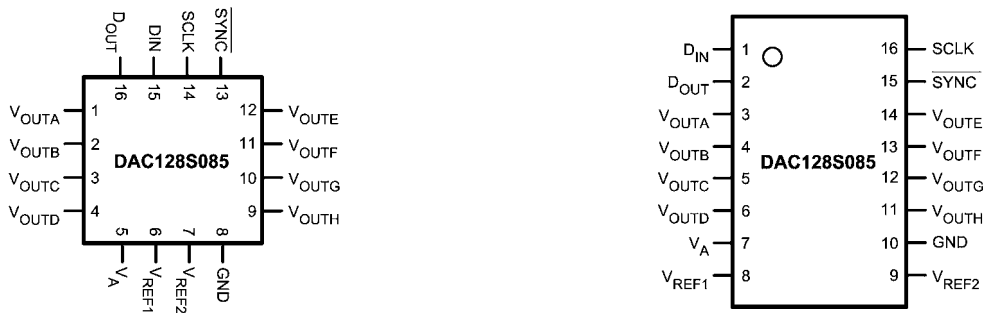 DOUT DIN SCLK SYNC
16 15 14 13
VOUTA 1 12 VOUTE
VOUTB 2 11 VOUTF
DAC128S085
VOUTC 3 10 VOUTG
VOUTD 4 9 VOUTH
5 6 7 8
VA VREF1 VREF2 GND
DIN 1 16 SCLK
DOUT 2 15 SYNC
VOUTA 3 14 VOUTE
VOUTB 4 13 VOUTF
DAC128S085
VOUTC 5 12 VOUTG
VOUTD 6 11 VOUTH
VA 7 10 GND
VREF1 8 9 VREF2